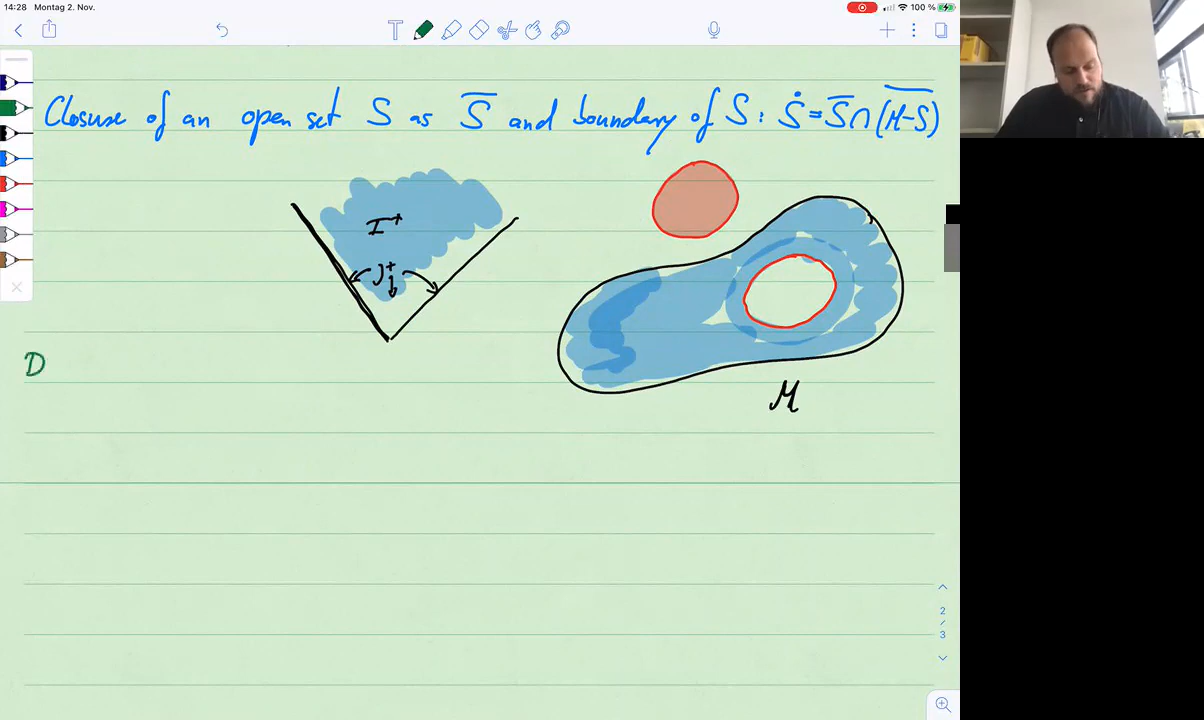 14:28 Montag 2. Nov. 100 %
Closure of an open set S as S̅ and boundary of S : Ṡ = S̅ ∩ (M-S)̅
I⁺
J⁺
D
M
2
/
3